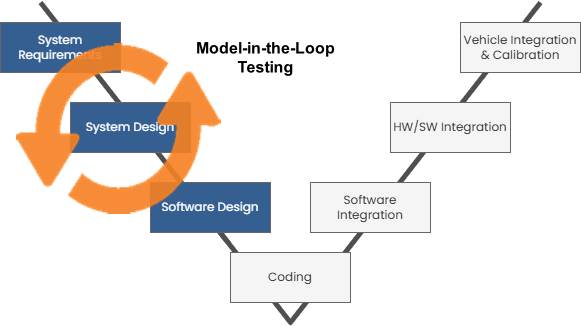 System
Requirements
Model-in-the-Loop
Testing
Vehicle Integration
& Calibration
System Design
HW/SW Integration
Software Design
Software
Integration
Coding